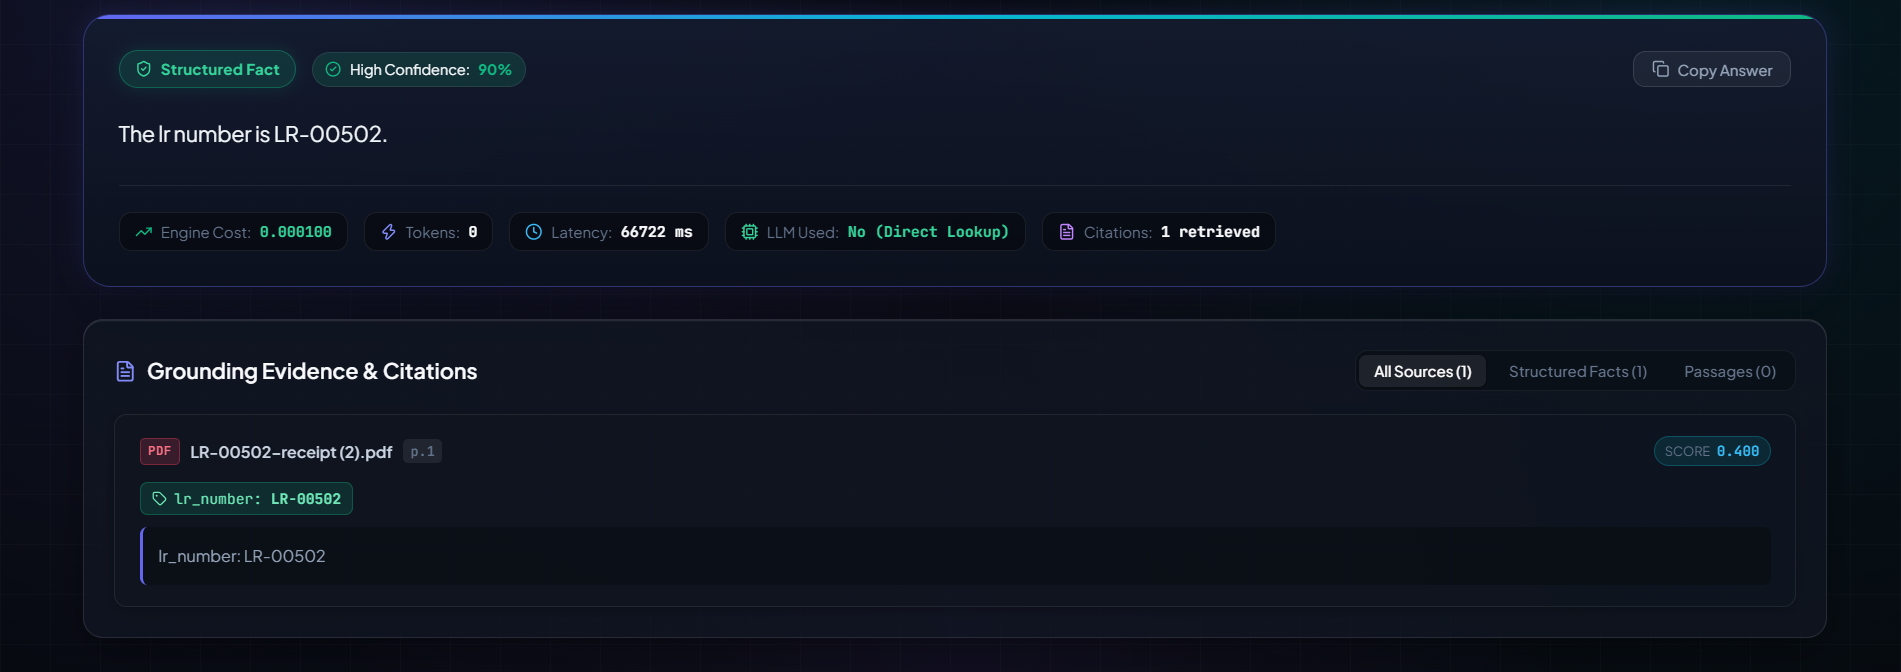 Structured Fact
High Confidence: 90%
Copy Answer
The lr number is LR-00502.
Engine Cost: 0.000100
Tokens: 0
Latency: 66722 ms
LLM Used: No (Direct Lookup)
Citations: 1 retrieved
Grounding Evidence & Citations
All Sources (1)
Structured Facts (1)
Passages (0)
PDF LR-00502-receipt (2).pdf p.1
SCORE 0.400
lr_number: LR-00502
lr_number: LR-00502